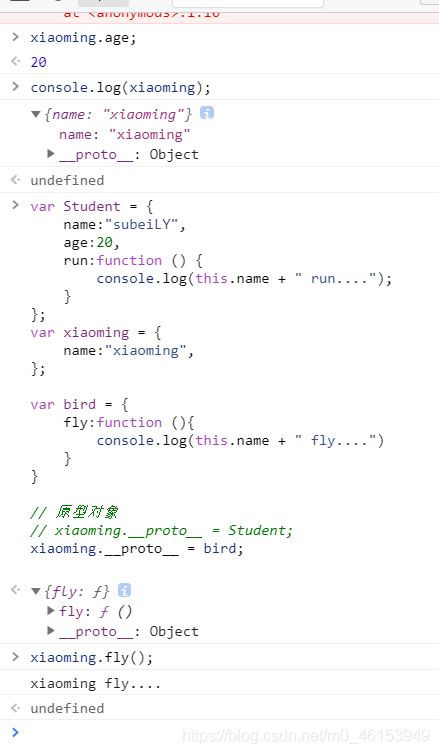 at <anonymous>:1:10
> xiaoming.age;
< 20
> console.log(xiaoming);
▼{name: "xiaoming"} i
name: "xiaoming"
▶__proto__: Object
< undefined
> var Student = {
name:"subeiLY",
age:20,
run:function () {
console.log(this.name + " run....");
}
};
var xiaoming = {
name:"xiaoming",
};
var bird = {
fly:function (){
console.log(this.name + " fly....")
}
}
// 原型对象
// xiaoming.__proto__ = Student;
xiaoming.__proto__ = bird;
< ▼{fly: ƒ} i
▶fly: ƒ ()
▶__proto__: Object
> xiaoming.fly();
xiaoming fly....
< undefined
>
https://blog.csdn.net/m0_46153949